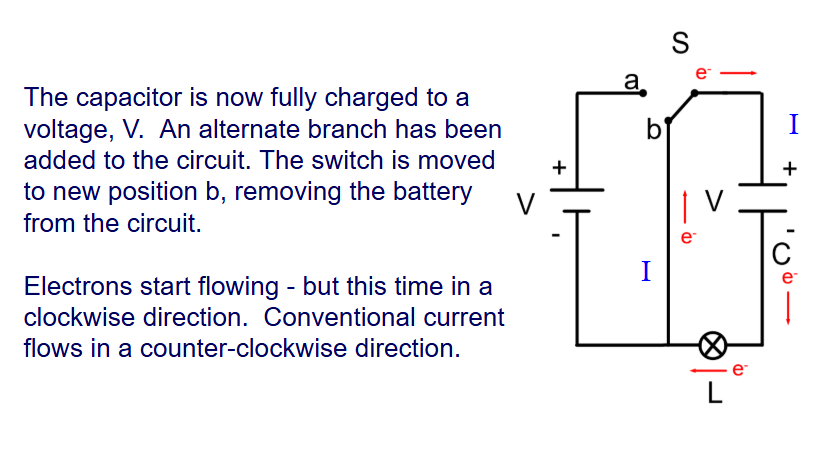 The capacitor is now fully charged to a
voltage, V.  An alternate branch has been
added to the circuit. The switch is moved
to new position b, removing the battery
from the circuit.
Electrons start flowing - but this time in a
clockwise direction.  Conventional current
flows in a counter-clockwise direction.
S
e-
a
b
I
+
+
V
V
-
-
e-
C
I
e-
e-
L